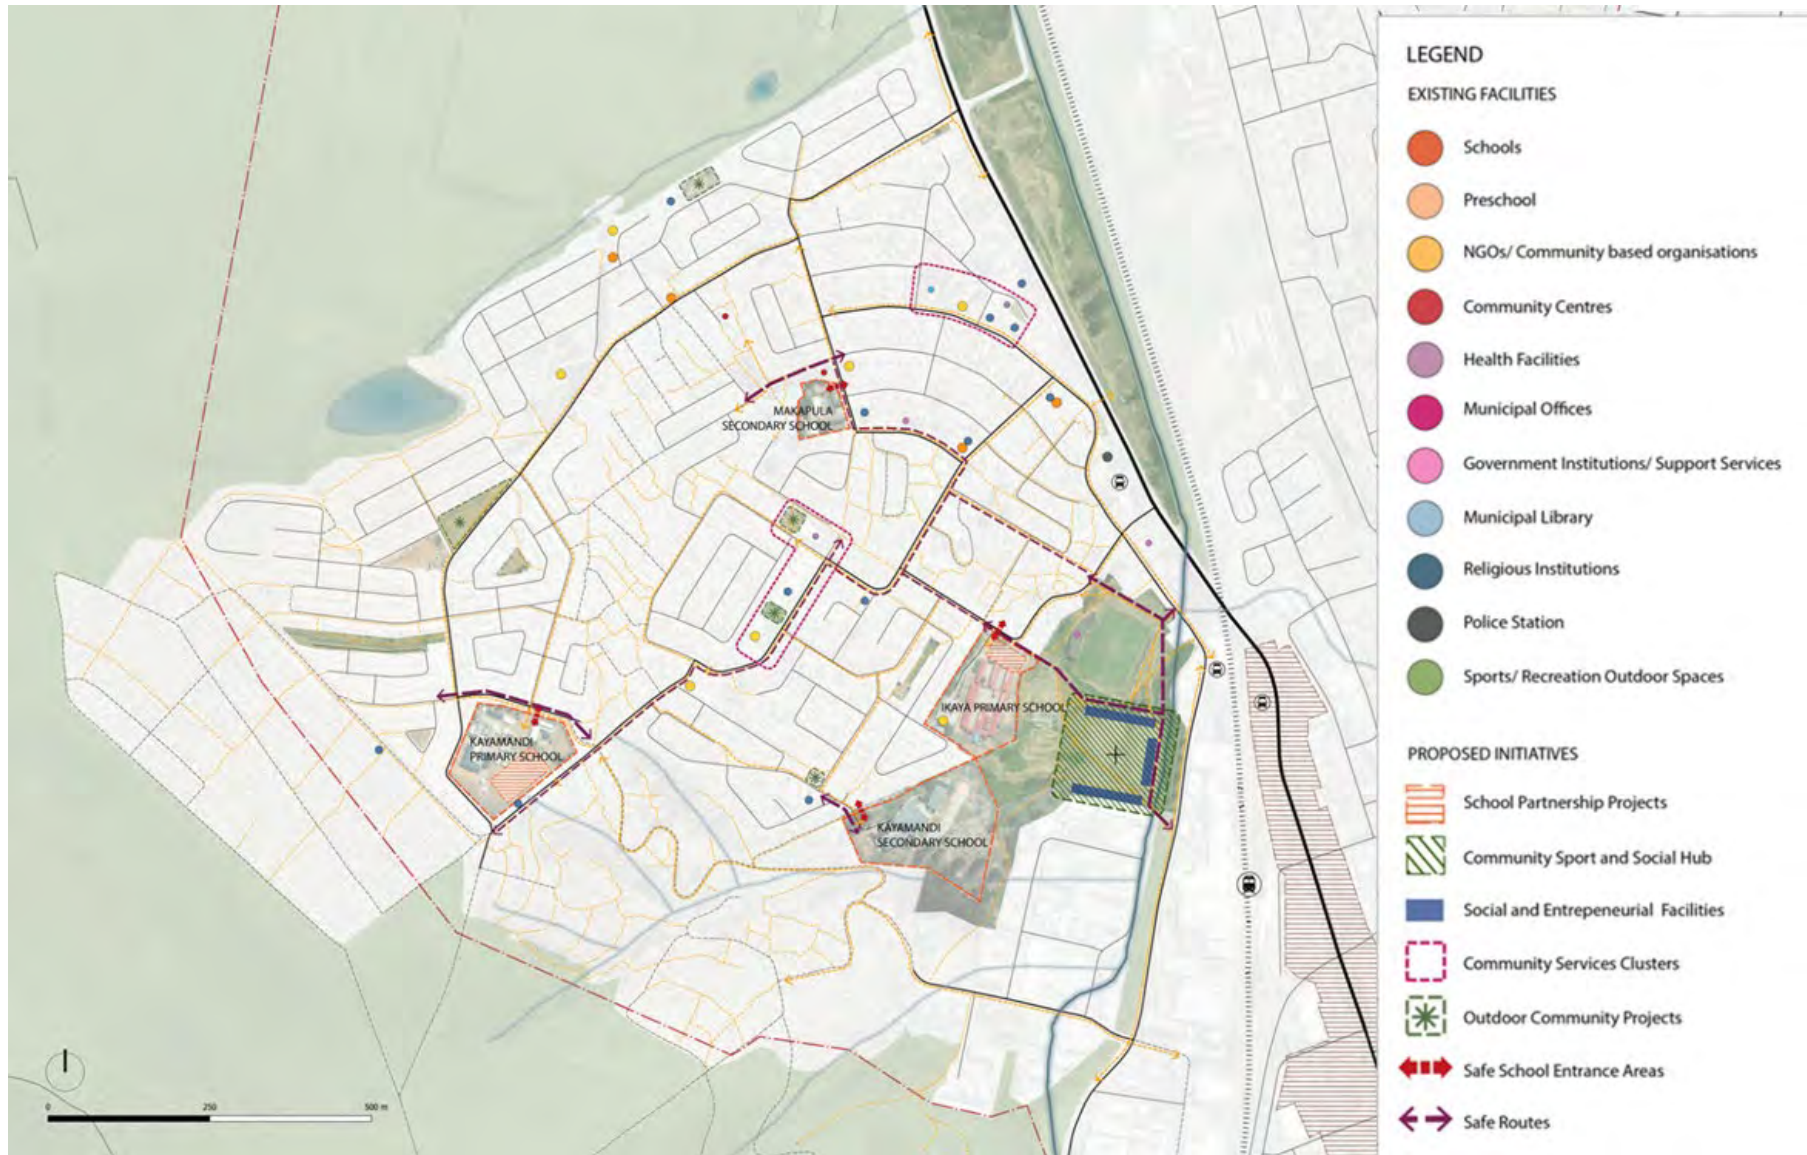 MAKAPULA
SECONDARY SCHOOL
IKAYA PRIMARY SCHOOL
KAYAMANDI
PRIMARY SCHOOL
KAYAMANDI
SECONDARY SCHOOL
0 250 500 m
LEGEND
EXISTING FACILITIES
Schools
Preschool
NGOs/ Community based organisations
Community Centres
Health Facilities
Municipal Offices
Government Institutions/ Support Services
Municipal Library
Religious Institutions
Police Station
Sports/ Recreation Outdoor Spaces
PROPOSED INITIATIVES
School Partnership Projects
Community Sport and Social Hub
Social and Entrepeneurial Facilities
Community Services Clusters
Outdoor Community Projects
Safe School Entrance Areas
Safe Routes